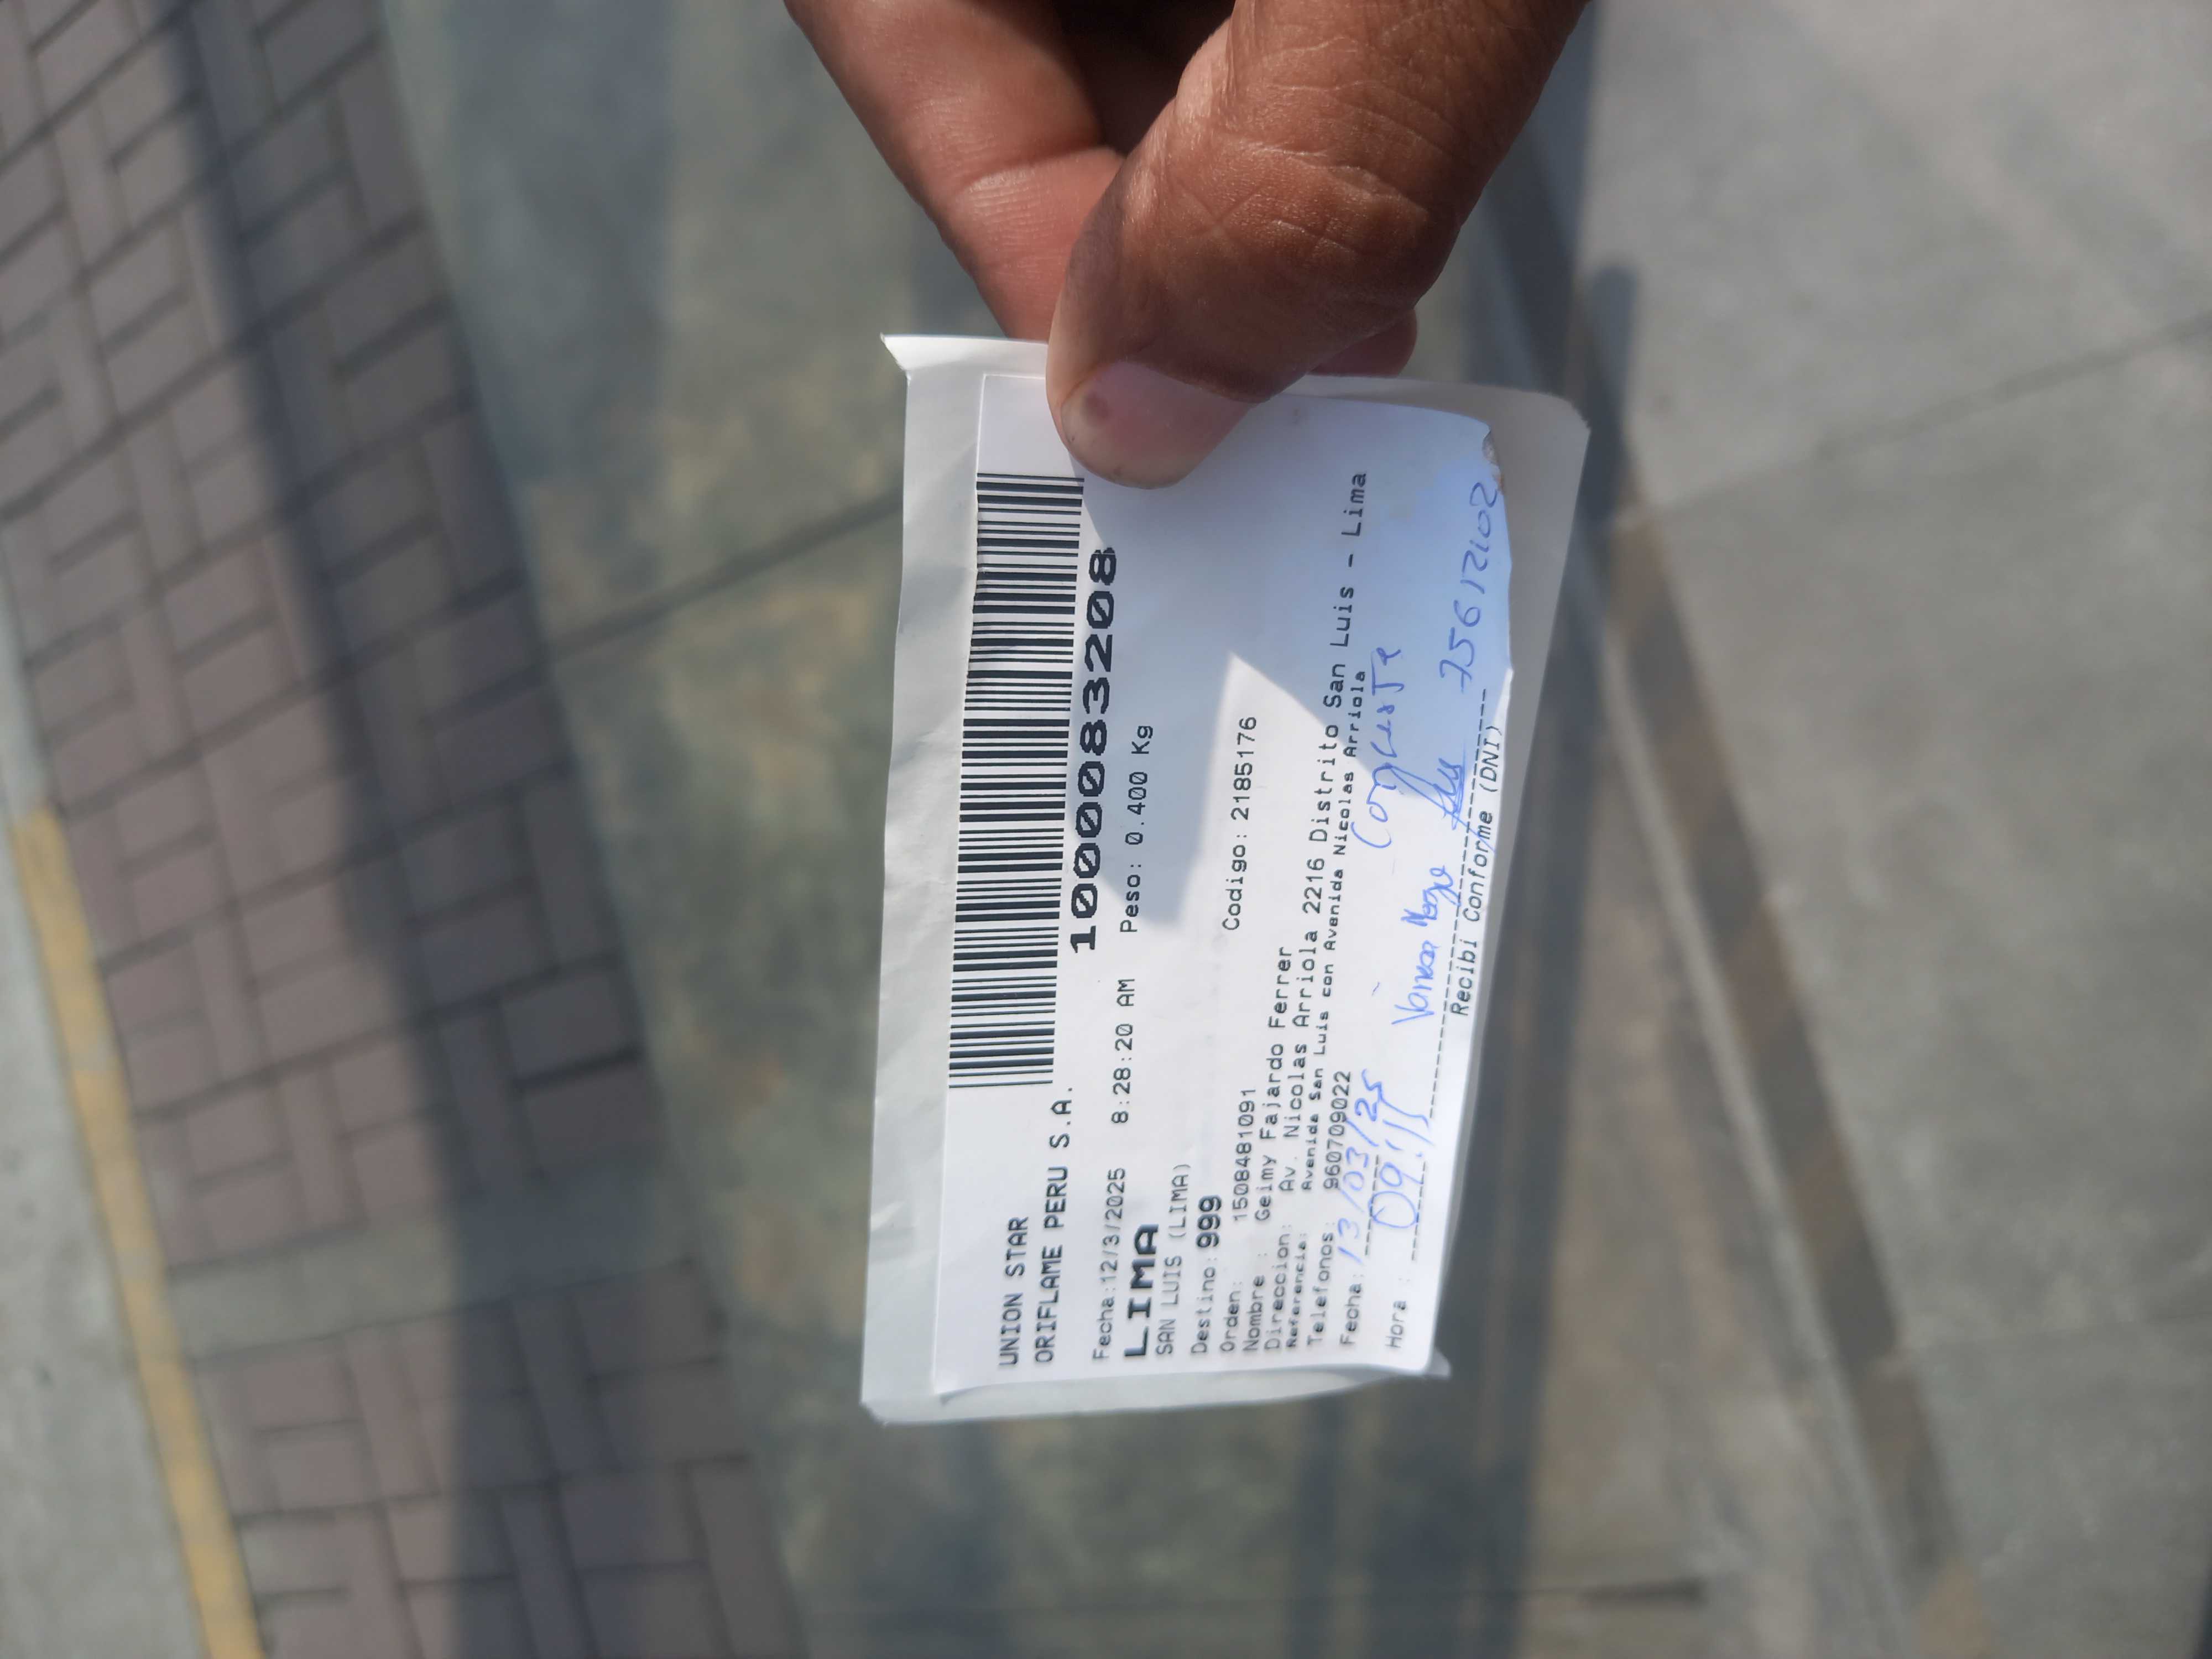 1000083208
UNION STAR
ORIFLAME PERU S.A.
Fecha:12/3/2025 8:28:20 AM Peso: 0.400 Kg
LIMA
SAN LUIS (LIMA)
Destino: 999
Orden: 1508481091 Codigo: 2185176
Nombre : Geimy Fajardo Ferrer
Direccion: Av. Nicolas Arriola 2216 Distrito San Luis - Lima
Referencia: Avenida San Luis con Avenida Nicolas Arriola
Telefonos: 960709022
Fecha: 13/03/25
Hora :
Recibi Conforme (DNI)